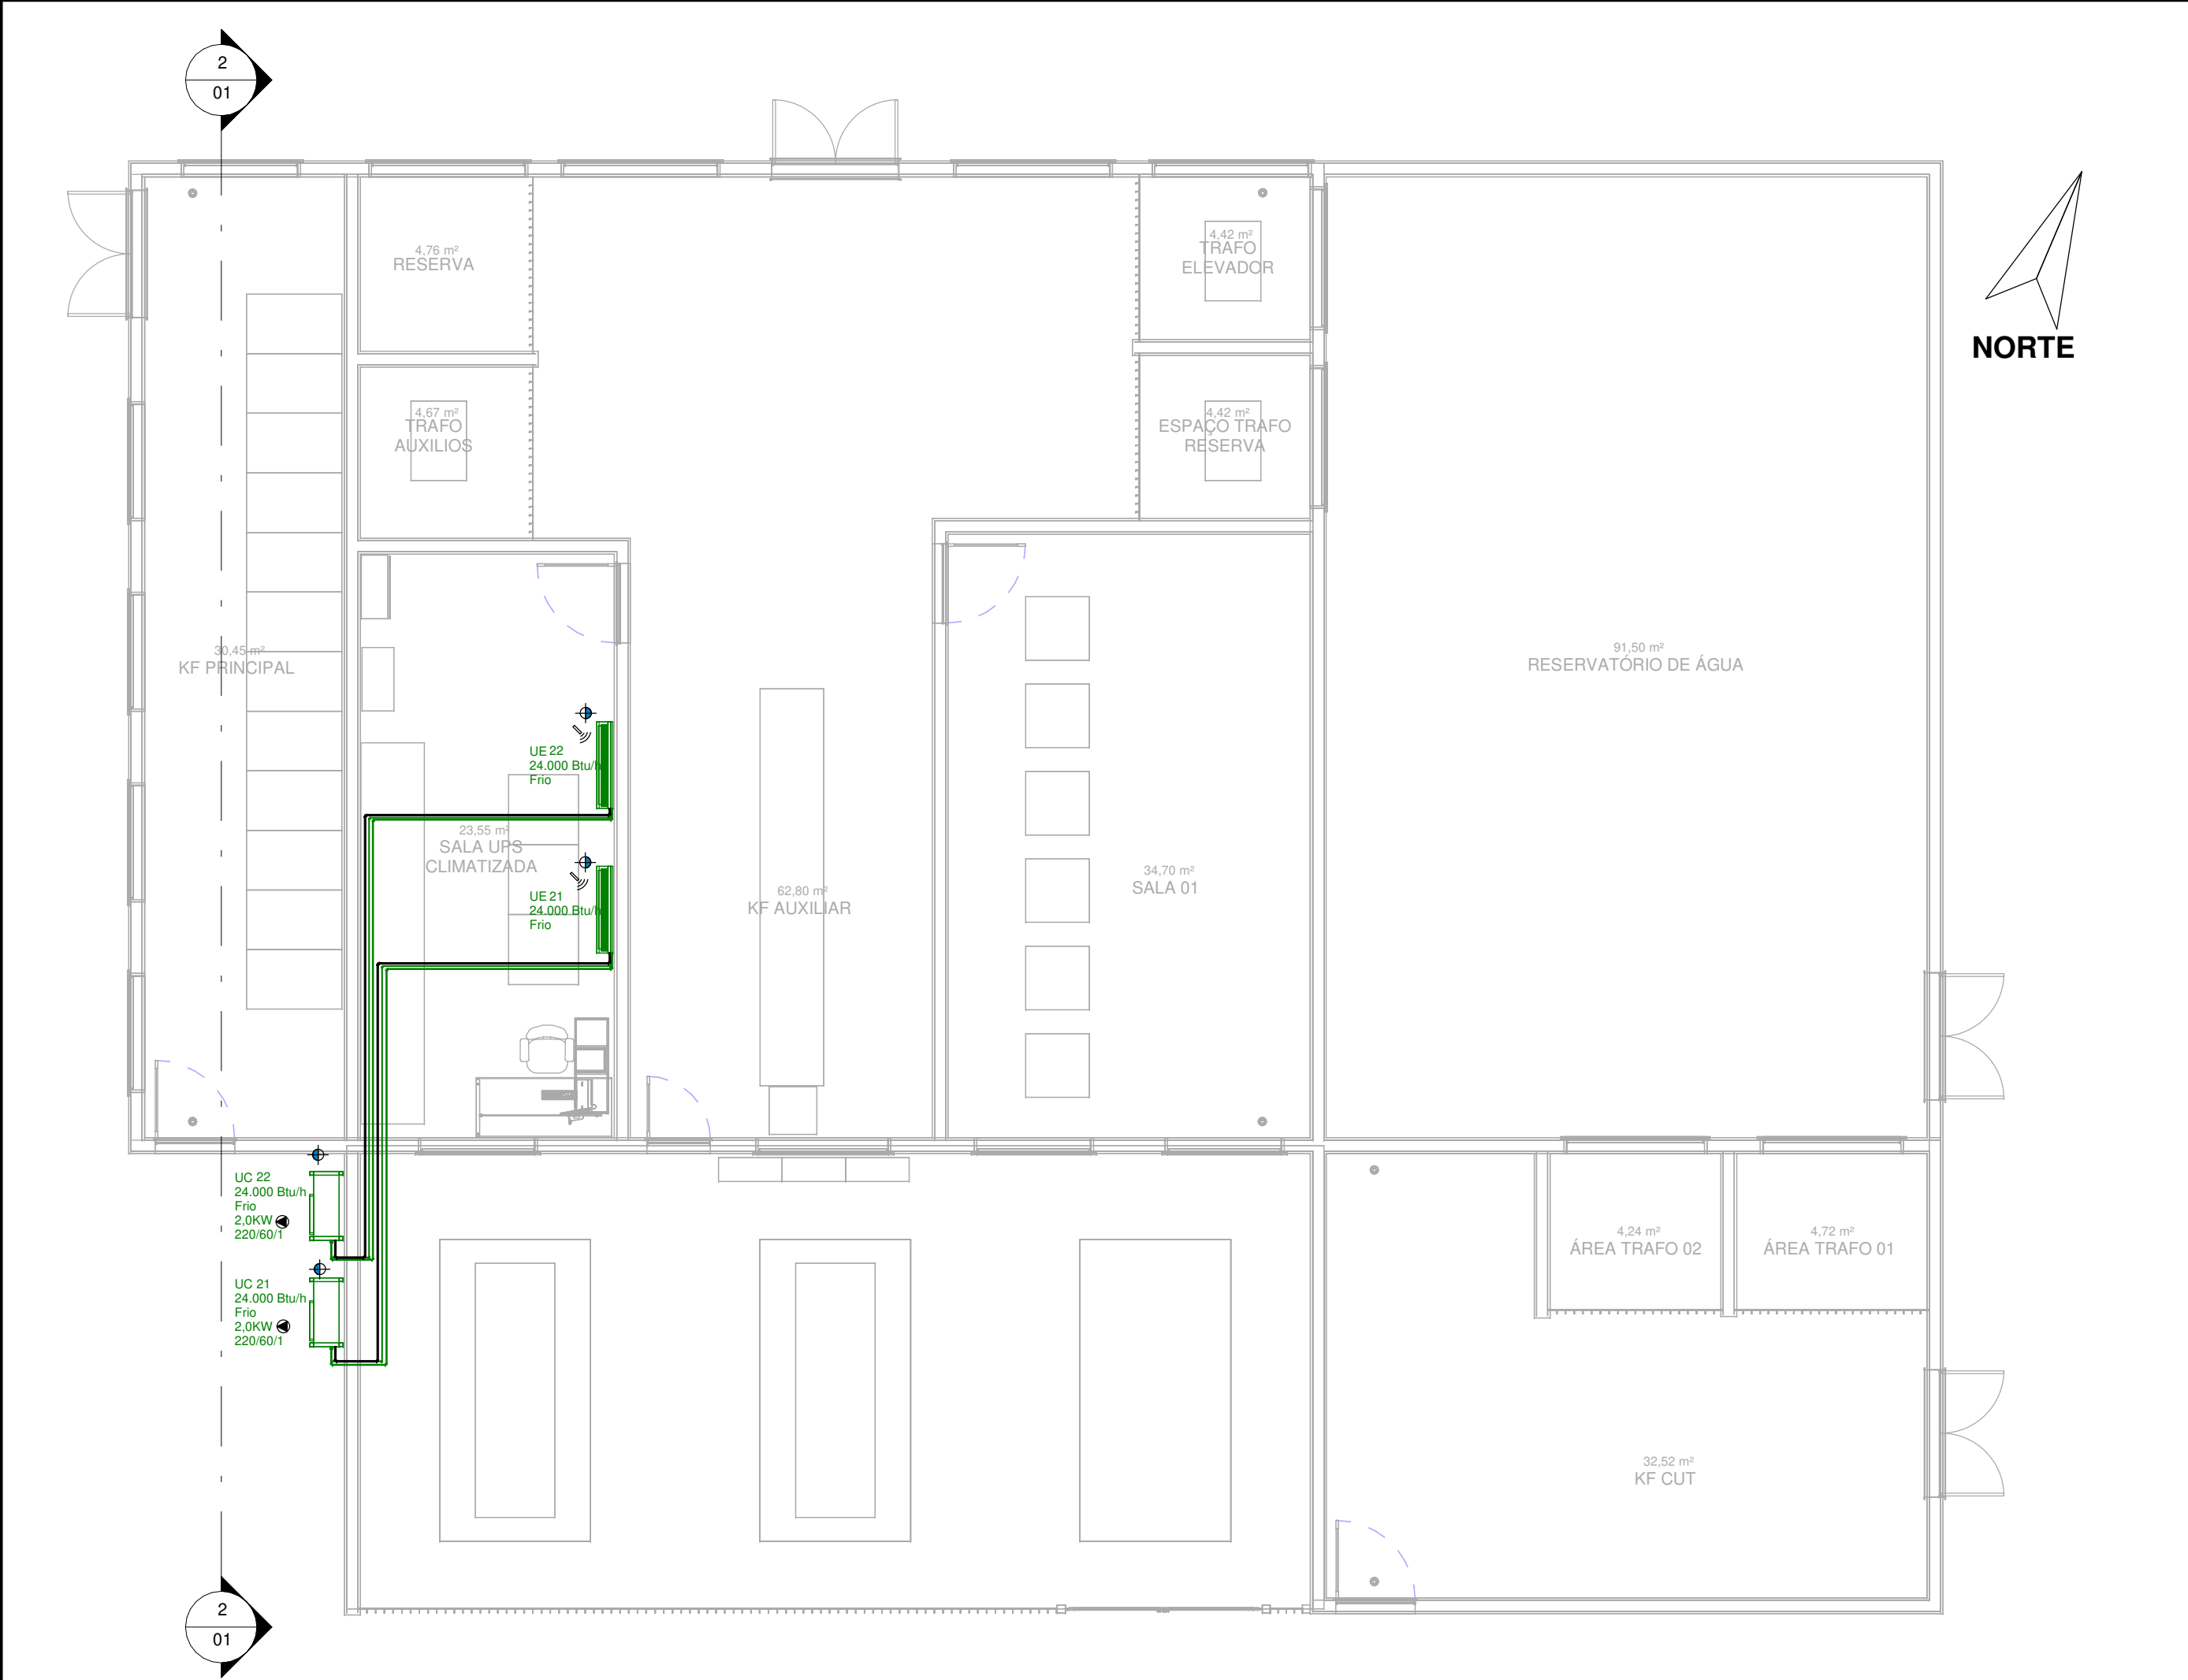 2
01
4,76 m²
RESERVA
4,42 m²
TRAFO
ELEVADOR
NORTE
4,67 m²
TRAFO
AUXILIOS
4,42 m²
ESPAÇO TRAFO
RESERVA
30,45 m²
KF PRINCIPAL
91,50 m²
RESERVATÓRIO DE ÁGUA
UE 22
24.000 Btu/h
Frio
23,55 m²
SALA UPS
CLIMATIZADA
UE 21
24.000 Btu/h
Frio
62,80 m²
KF AUXILIAR
34,70 m²
SALA 01
UC 22
24.000 Btu/h
Frio
2,0KW
220/60/1
UC 21
24.000 Btu/h
Frio
2,0KW
220/60/1
4,24 m²
ÁREA TRAFO 02
4,72 m²
ÁREA TRAFO 01
32,52 m²
KF CUT
2
01